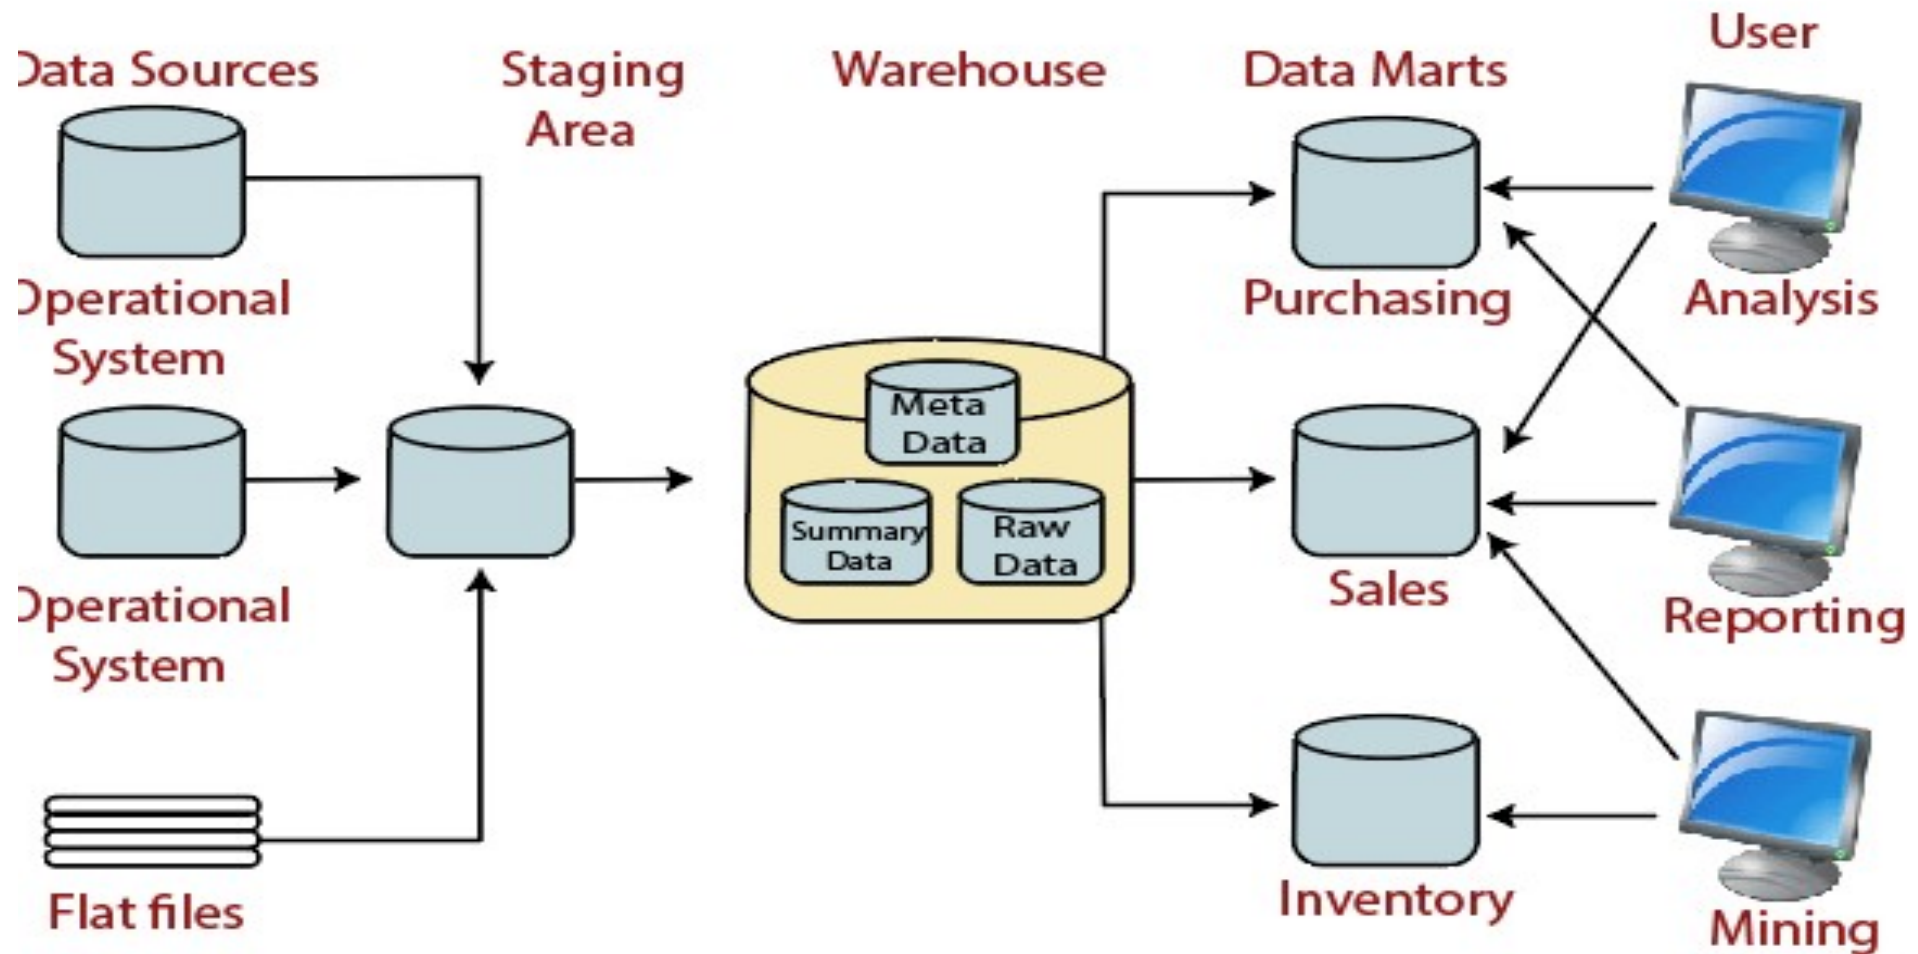 Data Sources
Staging
Area
Warehouse
Data Marts
User
Operational
System
Purchasing
Analysis
Meta
Data
Summary
Data
Raw
Data
Operational
System
Sales
Reporting
Flat files
Inventory
Mining